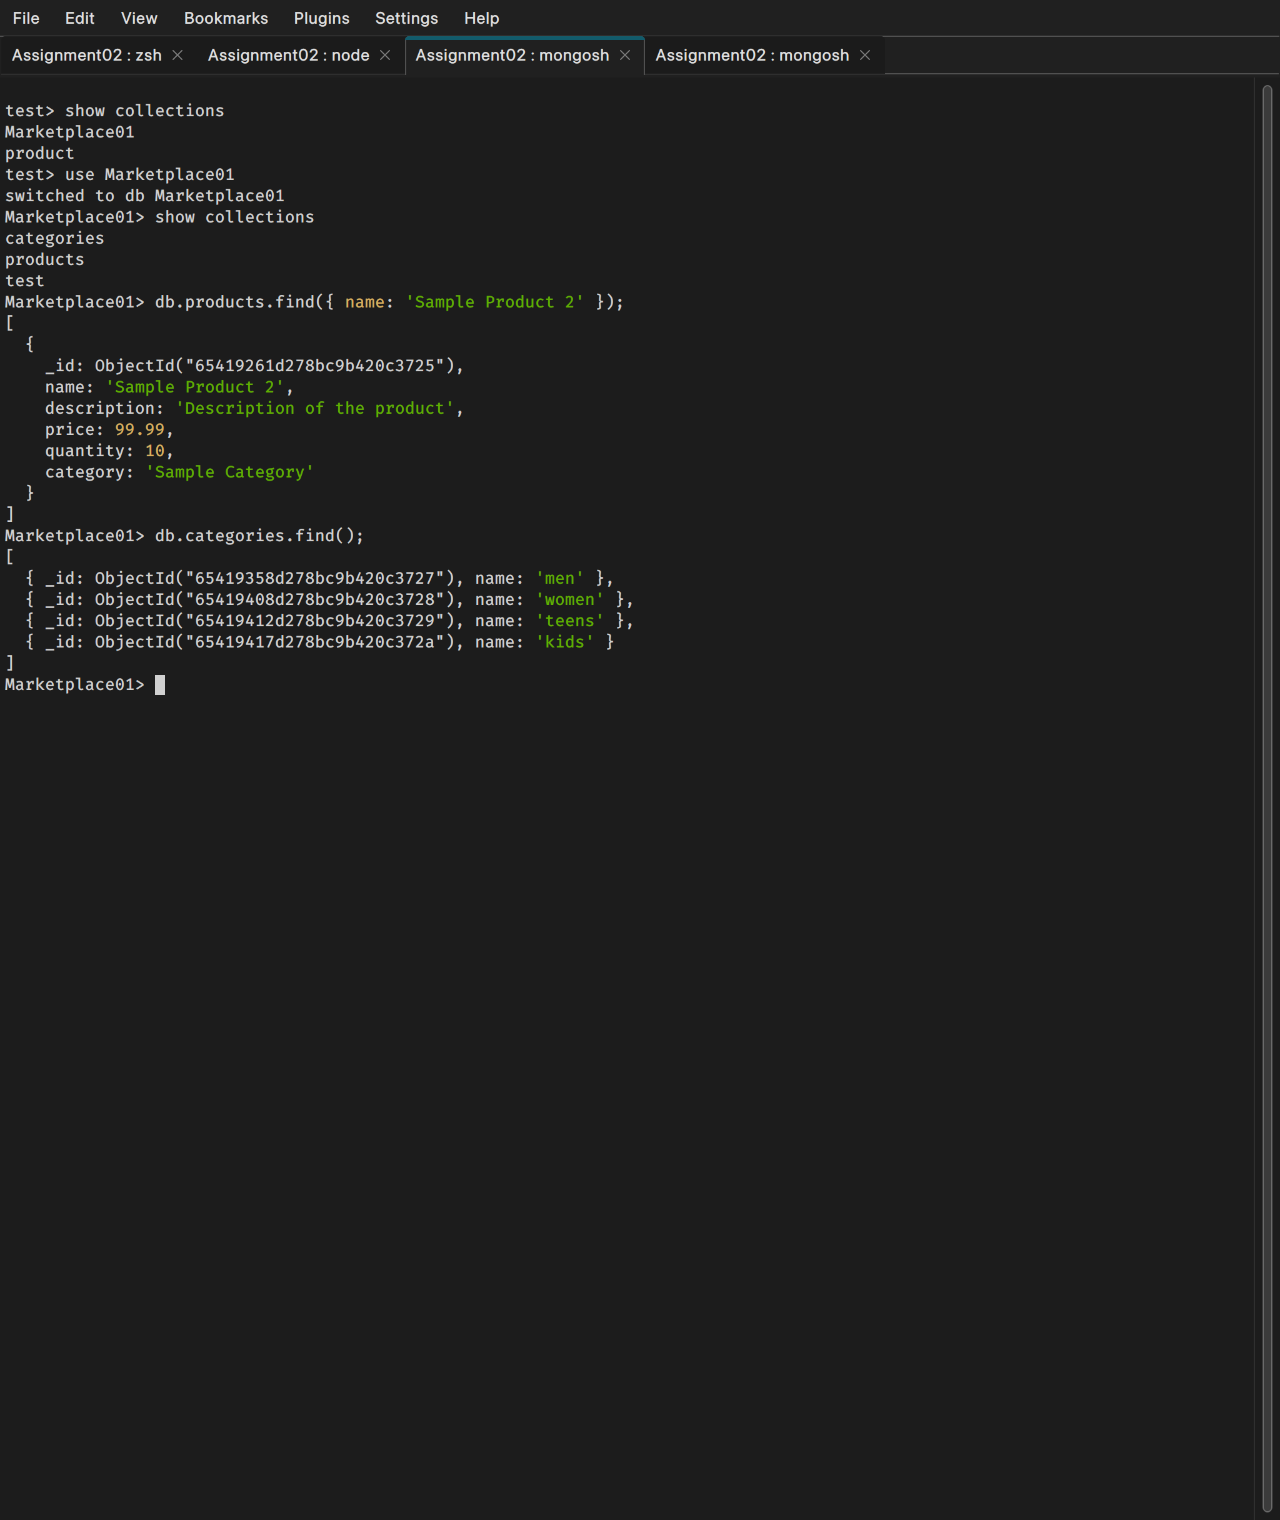 File Edit View Bookmarks Plugins Settings Help
Assignment02 : zsh Assignment02 : node Assignment02 : mongosh Assignment02 : mongosh
test> show collections
Marketplace01
product
test> use Marketplace01
switched to db Marketplace01
Marketplace01> show collections
categories
products
test
Marketplace01> db.products.find({ name: 'Sample Product 2' });
[
  {
    _id: ObjectId("65419261d278bc9b420c3725"),
    name: 'Sample Product 2',
    description: 'Description of the product',
    price: 99.99,
    quantity: 10,
    category: 'Sample Category'
  }
]
Marketplace01> db.categories.find();
[
  { _id: ObjectId("65419358d278bc9b420c3727"), name: 'men' },
  { _id: ObjectId("65419408d278bc9b420c3728"), name: 'women' },
  { _id: ObjectId("65419412d278bc9b420c3729"), name: 'teens' },
  { _id: ObjectId("65419417d278bc9b420c372a"), name: 'kids' }
]
Marketplace01>